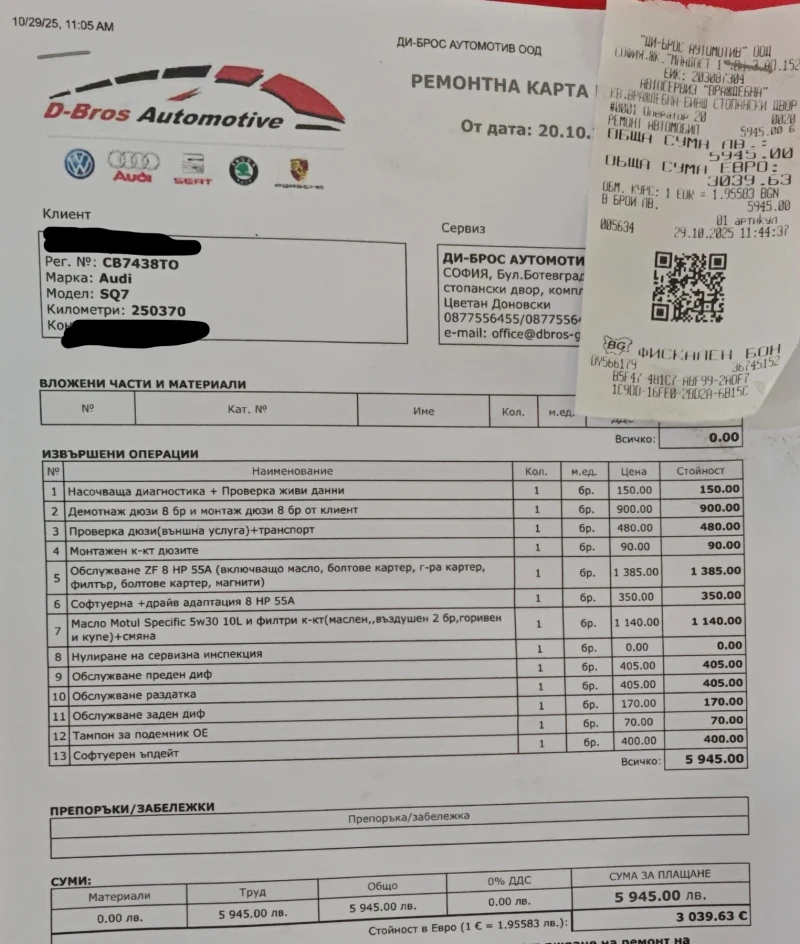 10/29/25, 11:05 AM
ДИ-БРОС АУТОМОТИВ ООД
D-Bros Automotive
Audi
SEAT
SKODA
PORSCHE
РЕМОНТНА КАРТА
От дата: 20.10.
Клиент
Рег. №: CB7438TO
Марка: Audi
Модел: SQ7
Километри: 250370
Кон
Сервиз
ДИ-БРОС АУТОМОТИ
СОФИЯ, Бул.Ботевград
стопански двор, компл
Цветан Доновски
0877556455/08775564
e-mail: office@dbros-g
"ДИ-БРОС АУТОМОТИВ" ООД
ЕИК: 203087304
АВТОСЕРВИЗ "ВРАЖДЕБНА"
КВ.ВРАЖДЕБНА-БИВШ СТОПАНСКИ ДВОР
#0001 Оператор 20 0020
РЕМОНТ АВТОМОБИЛ 5945.00 Б
ОБЩА СУМА ЛВ.:
5945.00
ОБЩА СУМА ЕВРО:
3039.63
ОБМ. КУРС: 1 EUR = 1.95583 BGN
В БРОЙ ЛВ. 5945.00
01 артикул
005634 29.10.2025 11:44:37
BG ФИСКАЛЕН БОН
DY566179 36745152
ВЛОЖЕНИ ЧАСТИ И МАТЕРИАЛИ
№ Кат. № Име Кол. м.ед.
Всичко: 0.00
ИЗВЪРШЕНИ ОПЕРАЦИИ
№ Наименование Кол. м.ед. Цена Стойност
1 Насочваща диагностика + Проверка живи данни 1 бр. 150.00 150.00
2 Демотнаж дюзи 8 бр и монтаж дюзи 8 бр от клиент 1 бр. 900.00 900.00
3 Проверка дюзи(външна услуга)+транспорт 1 бр. 480.00 480.00
4 Монтажен к-кт дюзите 1 бр. 90.00 90.00
5 Обслужване ZF 8 HP 55A (включващо масло, болтове картер, г-ра картер,
филтър, болтове картер, магнити) 1 бр. 1 385.00 1 385.00
6 Софтуерна +драйв адаптация 8 HP 55A 1 бр. 350.00 350.00
7 Масло Motul Specific 5w30 10L и филтри к-кт(маслен,,въздушен 2 бр,горивен
и купе)+смяна 1 бр. 1 140.00 1 140.00
8 Нулиране на сервизна инспекция 1 бр. 0.00 0.00
9 Обслужване преден диф 1 бр. 405.00 405.00
10 Обслужване раздатка 1 бр. 405.00 405.00
11 Обслужване заден диф 1 бр. 170.00 170.00
12 Тампон за подемник ОЕ 1 бр. 70.00 70.00
13 Софтуерен ъпдейт 1 бр. 400.00 400.00
Всичко: 5 945.00
ПРЕПОРЪКИ/ЗАБЕЛЕЖКИ
Препоръка/забележка
СУМИ:
Материали Труд Общо 0% ДДС СУМА ЗА ПЛАЩАНЕ
0.00 лв. 5 945.00 лв. 5 945.00 лв. 0.00 лв. 5 945.00 лв.
Стойност в Евро (1 € = 1.95583 лв.): 3 039.63 €